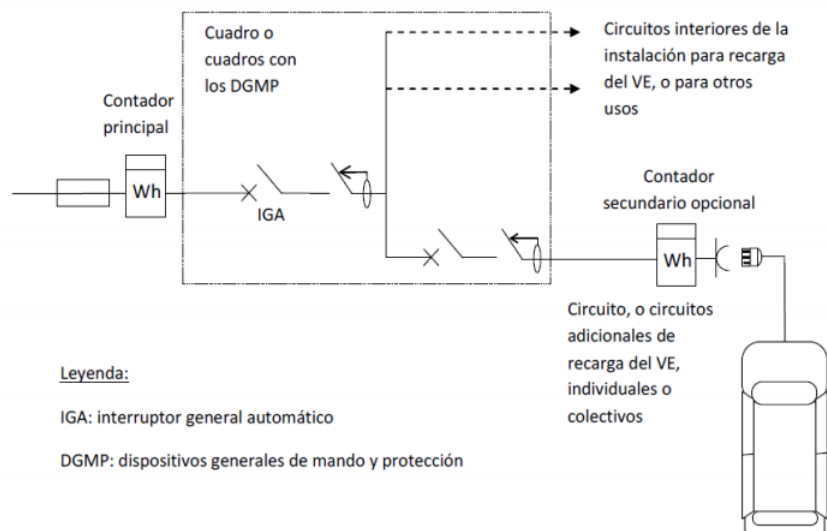 Cuadro o
cuadros con
los DGMP
Circuitos interiores de la
instalación para recarga
del VE, o para otros
usos
Contador
principal
Wh
IGA
Contador
secundario opcional
Wh
Circuito, o circuitos
adicionales de
recarga del VE,
individuales o
colectivos
Leyenda:
IGA: interruptor general automático
DGMP: dispositivos generales de mando y protección